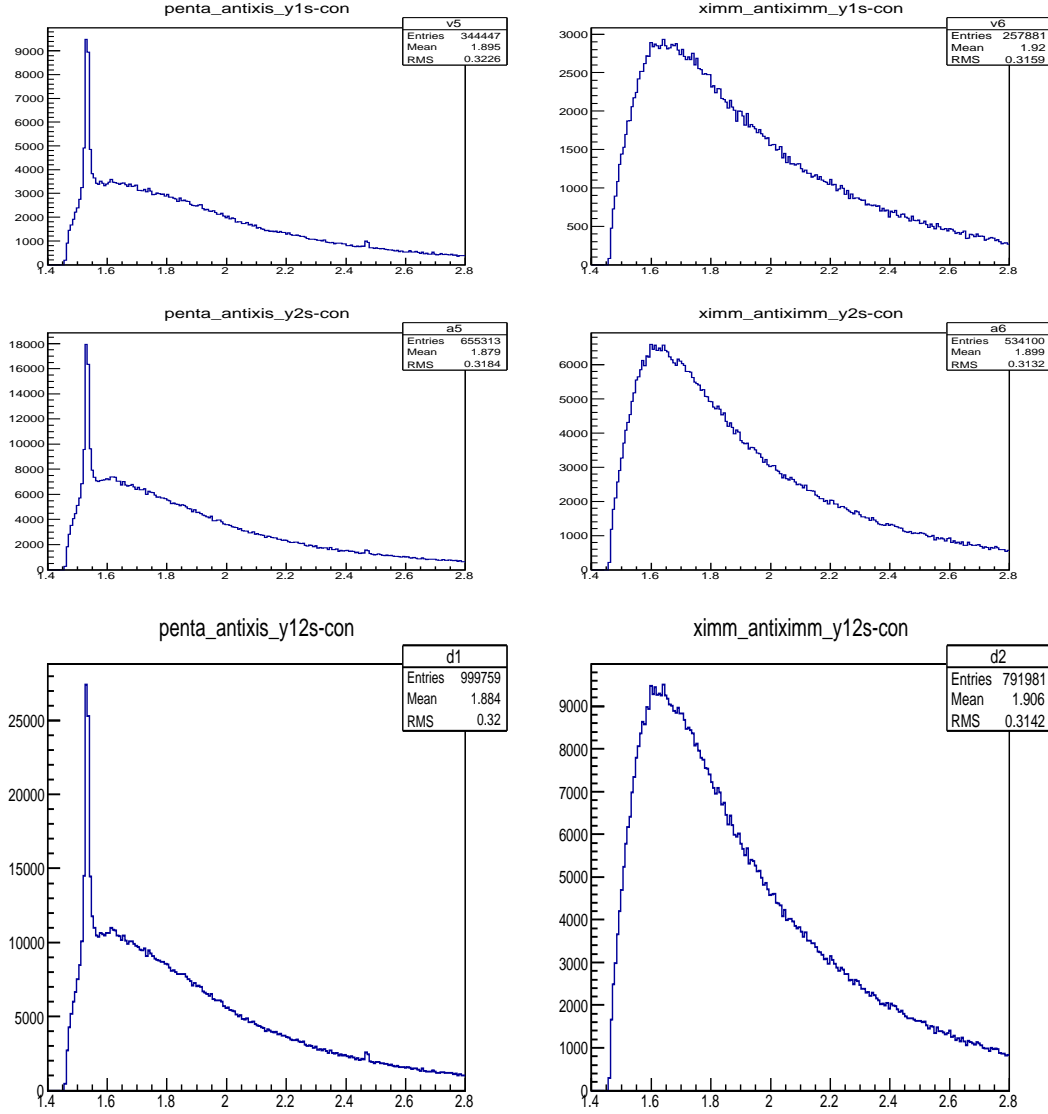 penta_antixis_y1s-con
v5
Entries 344447
Mean 1.895
RMS 0.3226
9000
8000
7000
6000
5000
4000
3000
2000
1000
0
1.4 1.6 1.8 2 2.2 2.4 2.6 2.8
ximm_antiximm_y1s-con
v6
Entries 257881
Mean 1.92
RMS 0.3159
3000
2500
2000
1500
1000
500
0
1.4 1.6 1.8 2 2.2 2.4 2.6 2.8
penta_antixis_y2s-con
a5
Entries 655313
Mean 1.879
RMS 0.3184
18000
16000
14000
12000
10000
8000
6000
4000
2000
0
1.4 1.6 1.8 2 2.2 2.4 2.6 2.8
ximm_antiximm_y2s-con
a6
Entries 534100
Mean 1.899
RMS 0.3132
6000
5000
4000
3000
2000
1000
0
1.4 1.6 1.8 2 2.2 2.4 2.6 2.8
penta_antixis_y12s-con
d1
Entries 999759
Mean 1.884
RMS 0.32
25000
20000
15000
10000
5000
0
1.4 1.6 1.8 2 2.2 2.4 2.6 2.8
ximm_antiximm_y12s-con
d2
Entries 791981
Mean 1.906
RMS 0.3142
9000
8000
7000
6000
5000
4000
3000
2000
1000
0
1.4 1.6 1.8 2 2.2 2.4 2.6 2.8